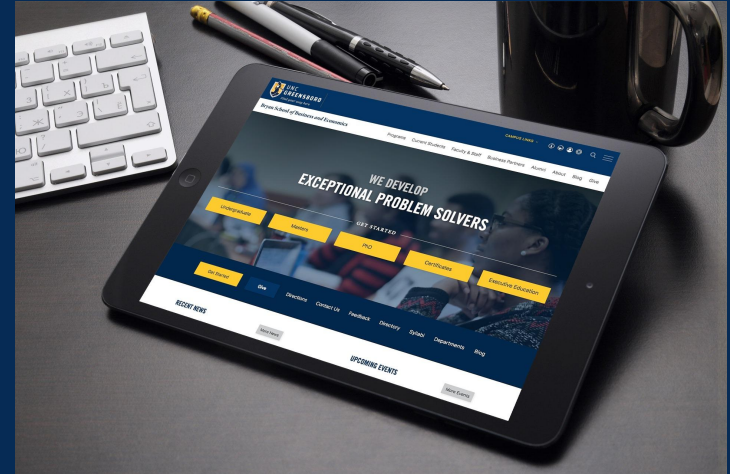 UNC
GREENSBORO
Bryan School of Business and Economics
CAMPUS LINKS
Programs Current Students Faculty & Staff Business Partners Alumni About Blog Give
WE DEVELOP
EXCEPTIONAL PROBLEM SOLVERS
GET STARTED
Undergraduate Masters PhD Certificates Executive Education
Get Started Give Directions Contact Us Feedback Directory Syllabi Departments Blog
RECENT NEWS
More News
UPCOMING EVENTS
More Events